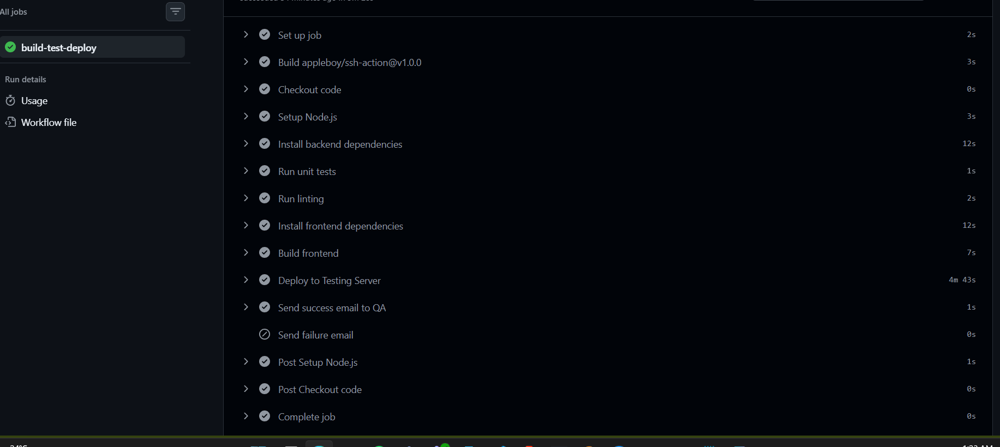 All jobs
build-test-deploy
Run details
Usage
Workflow file
Set up job 2s
Build appleboy/ssh-action@v1.0.0 3s
Checkout code 0s
Setup Node.js 3s
Install backend dependencies 12s
Run unit tests 1s
Run linting 2s
Install frontend dependencies 12s
Build frontend 7s
Deploy to Testing Server 4m 43s
Send success email to QA 1s
Send failure email 0s
Post Setup Node.js 1s
Post Checkout code 0s
Complete job 0s